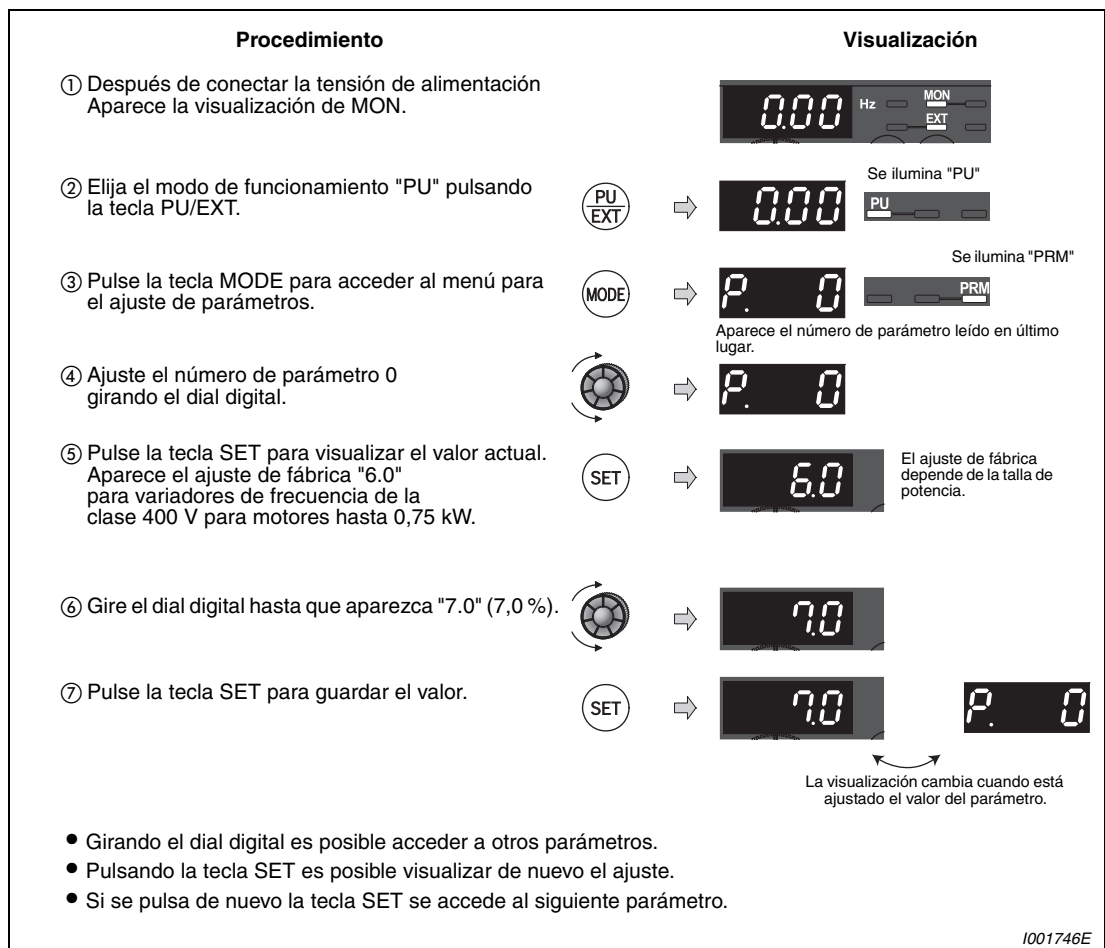 Procedimiento
Visualización
① Después de conectar la tensión de alimentación
Aparece la visualización de MON.
0.00
Hz
MON
EXT
② Elija el modo de funcionamiento "PU" pulsando
la tecla PU/EXT.
PU
EXT
0.00
Se ilumina "PU"
PU
③ Pulse la tecla MODE para acceder al menú para
el ajuste de parámetros.
MODE
P. 0
Se ilumina "PRM"
PRM
Aparece el número de parámetro leído en último
lugar.
④ Ajuste el número de parámetro 0
girando el dial digital.
P. 0
⑤ Pulse la tecla SET para visualizar el valor actual.
Aparece el ajuste de fábrica "6.0"
para variadores de frecuencia de la
clase 400 V para motores hasta 0,75 kW.
SET
6.0
El ajuste de fábrica
depende de la talla de
potencia.
⑥ Gire el dial digital hasta que aparezca "7.0" (7,0 %).
7.0
⑦ Pulse la tecla SET para guardar el valor.
SET
7.0
P. 0
La visualización cambia cuando está
ajustado el valor del parámetro.
● Girando el dial digital es posible acceder a otros parámetros.
● Pulsando la tecla SET es posible visualizar de nuevo el ajuste.
● Si se pulsa de nuevo la tecla SET se accede al siguiente parámetro.
I001746E